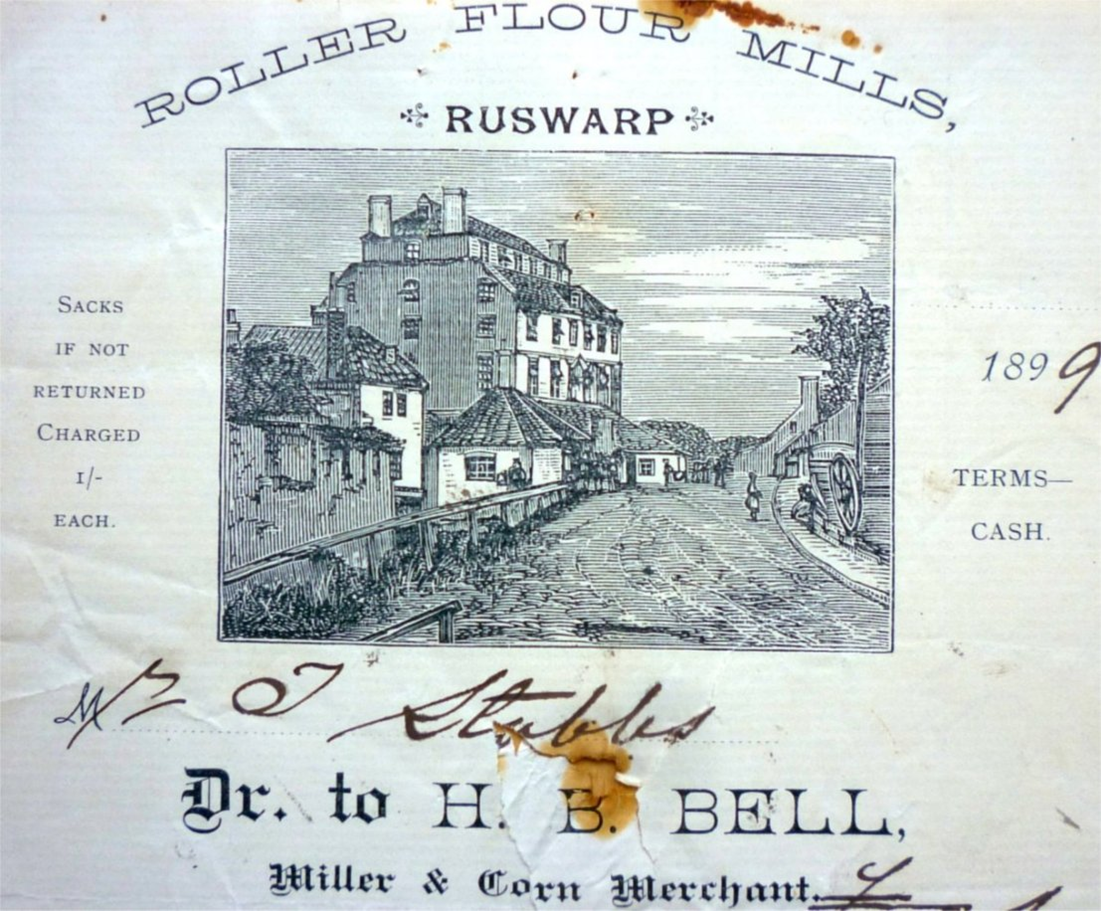 ROLLER FLOUR MILLS,
RUSWARP
SACKS
IF NOT
RETURNED
CHARGED
1/-
EACH.
1899
TERMS—
CASH.
Mr T Stubbs
Dr. to H. B. BELL,
Miller & Corn Merchant.